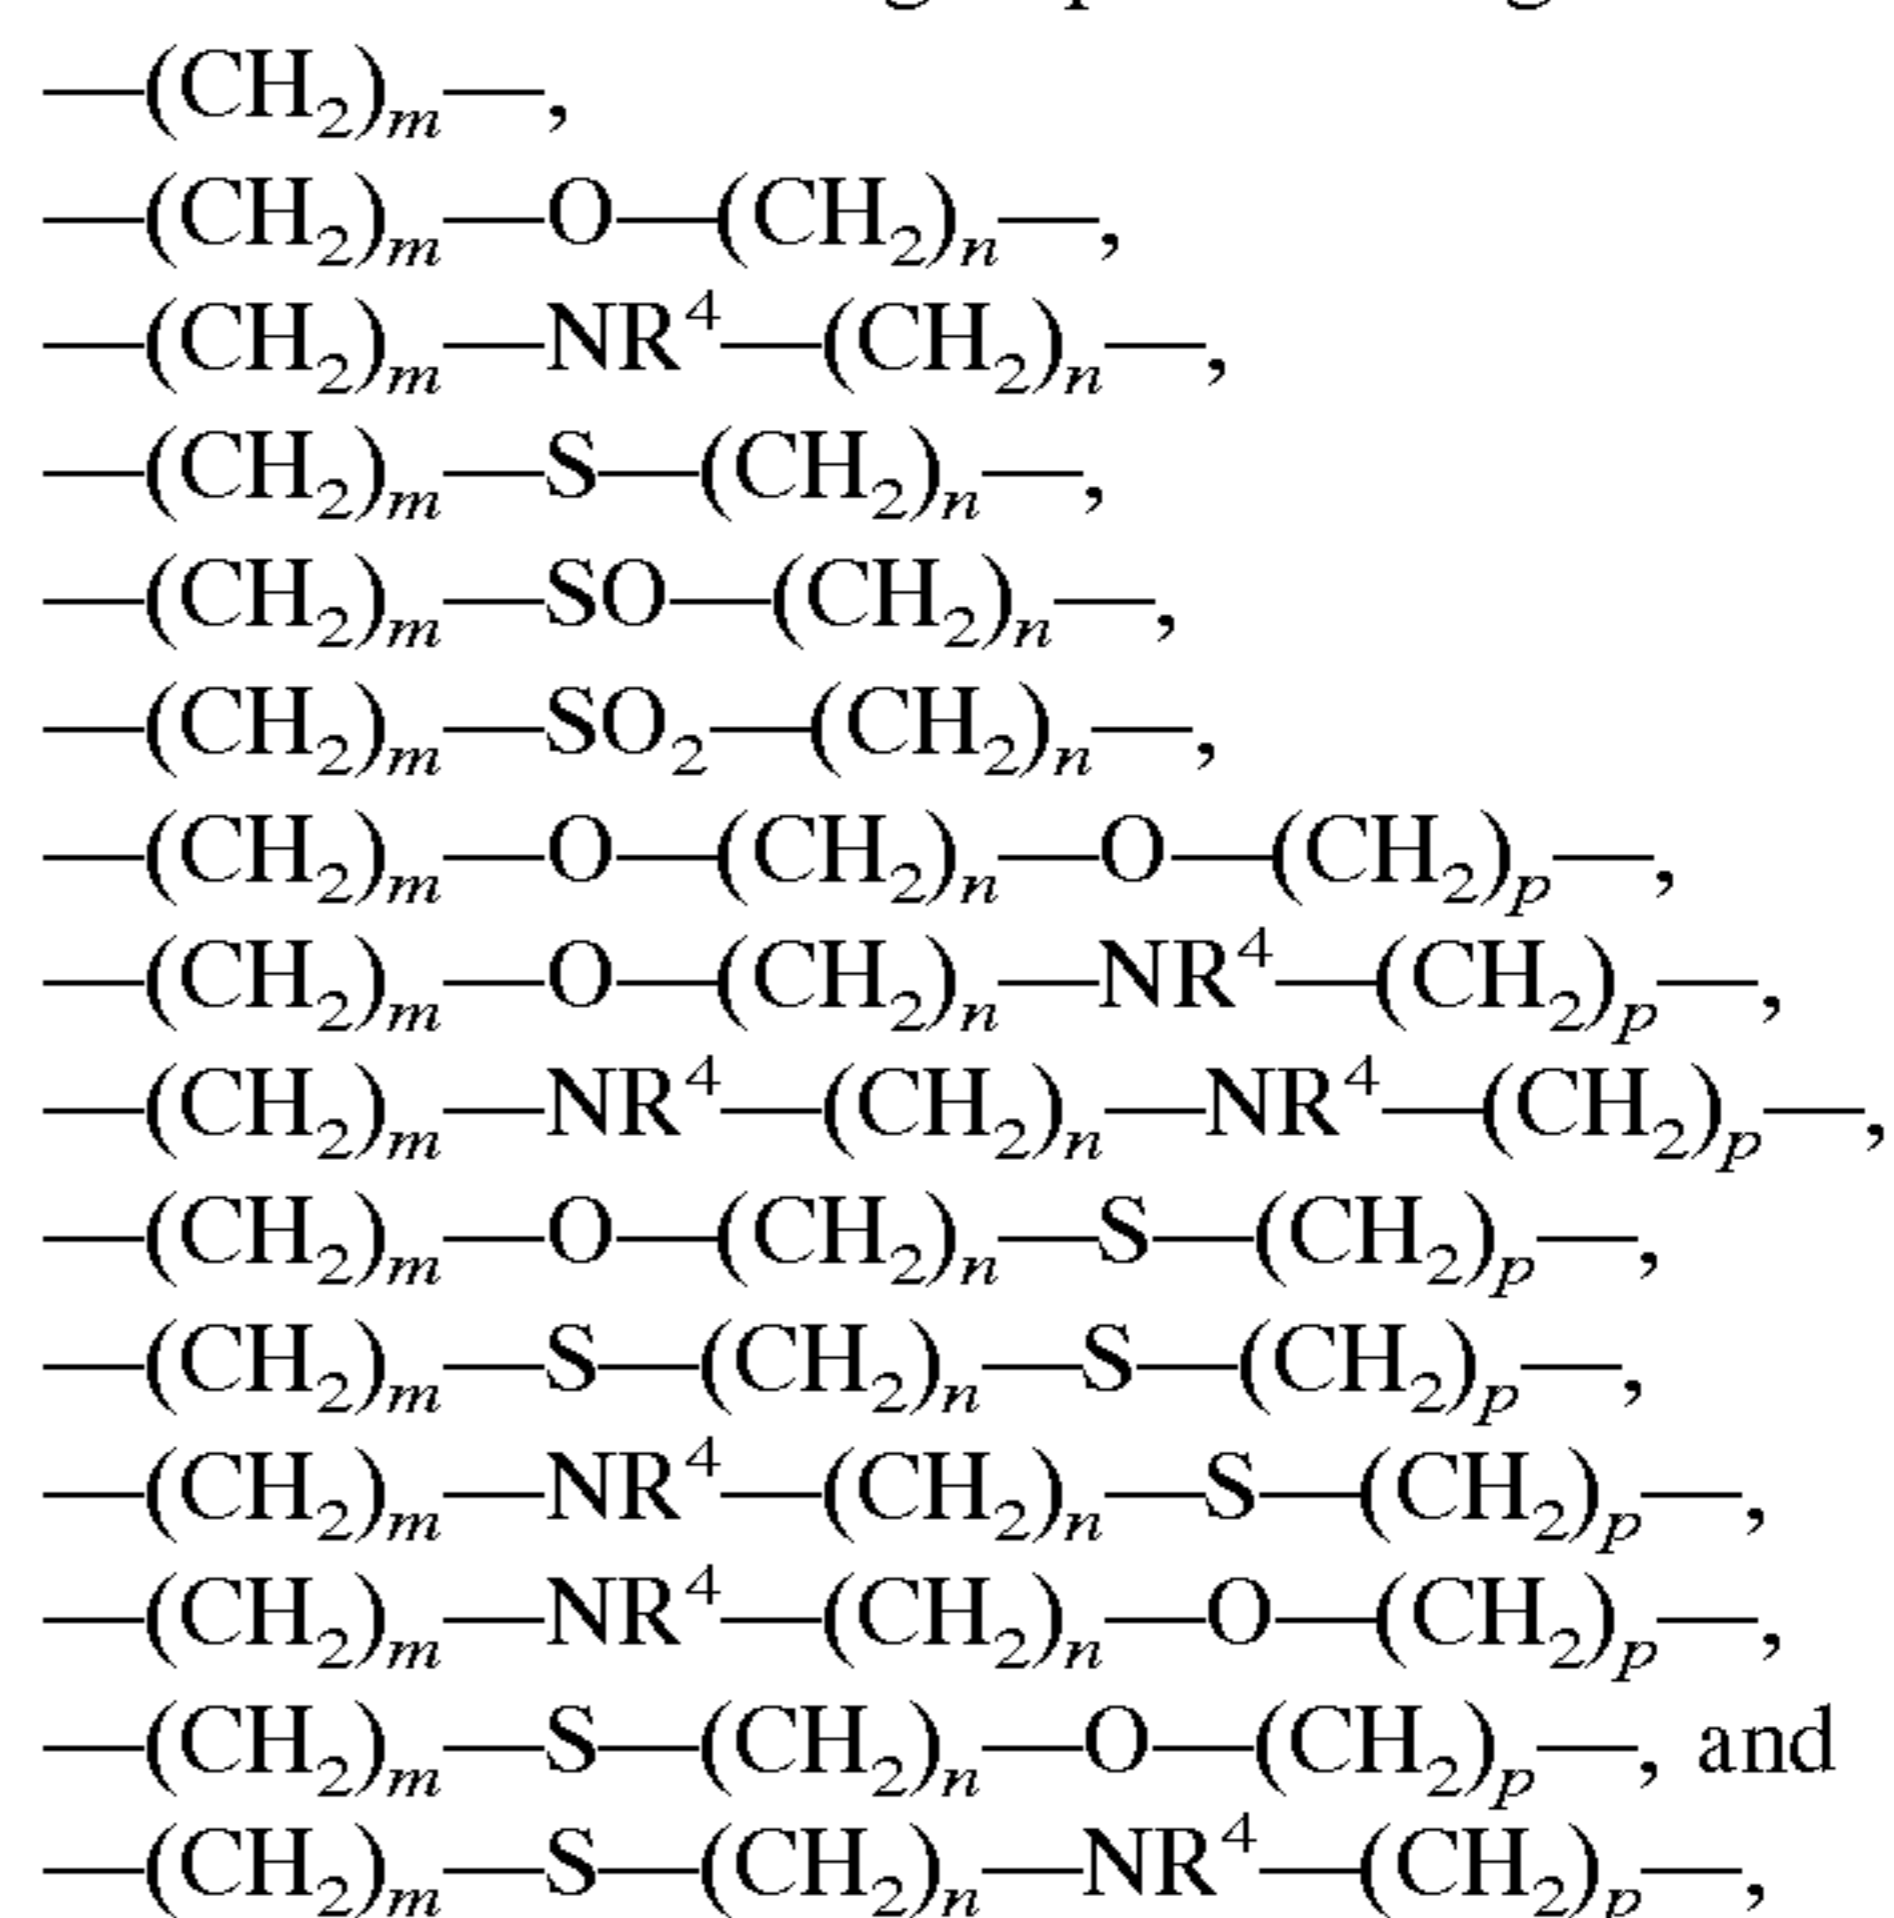 —(CH₂)ₘ—,
—(CH₂)ₘ—O—(CH₂)ₙ—,
—(CH₂)ₘ—NR⁴—(CH₂)ₙ—,
—(CH₂)ₘ—S—(CH₂)ₙ—,
—(CH₂)ₘ—SO—(CH₂)ₙ—,
—(CH₂)ₘ—SO₂—(CH₂)ₙ—,
—(CH₂)ₘ—O—(CH₂)ₙ—O—(CH₂)ₚ—,
—(CH₂)ₘ—O—(CH₂)ₙ—NR⁴—(CH₂)ₚ—,
—(CH₂)ₘ—NR⁴—(CH₂)ₙ—NR⁴—(CH₂)ₚ—,
—(CH₂)ₘ—O—(CH₂)ₙ—S—(CH₂)ₚ—,
—(CH₂)ₘ—S—(CH₂)ₙ—S—(CH₂)ₚ—,
—(CH₂)ₘ—NR⁴—(CH₂)ₙ—S—(CH₂)ₚ—,
—(CH₂)ₘ—NR⁴—(CH₂)ₙ—O—(CH₂)ₚ—,
—(CH₂)ₘ—S—(CH₂)ₙ—O—(CH₂)ₚ—, and
—(CH₂)ₘ—S—(CH₂)ₙ—NR⁴—(CH₂)ₚ—,